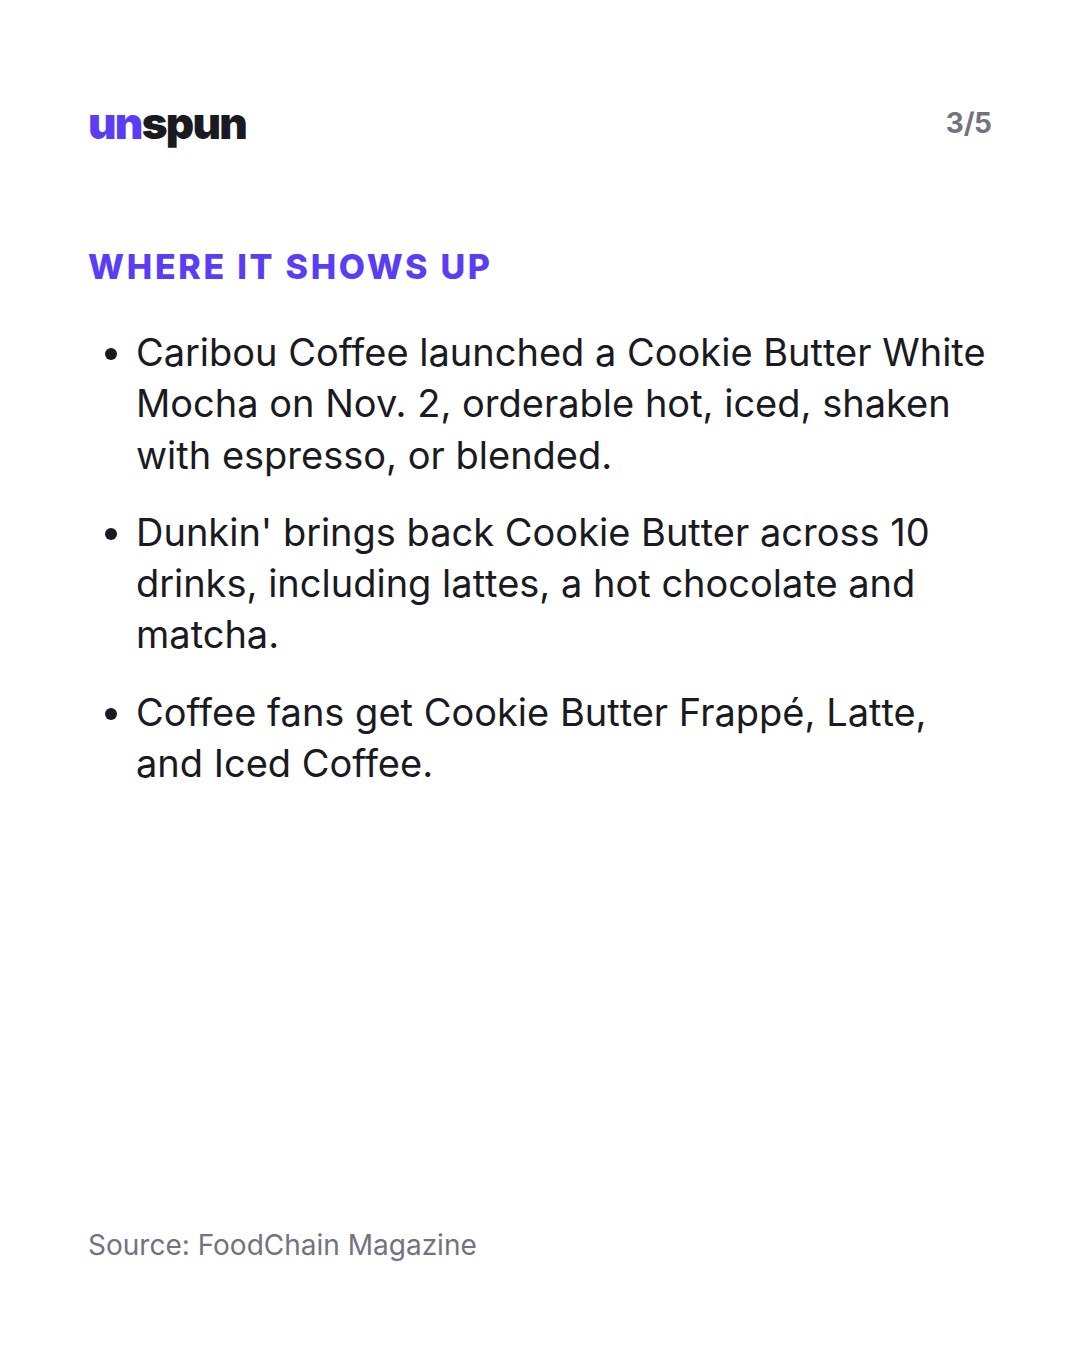 unspun
3/5
WHERE IT SHOWS UP
• Caribou Coffee launched a Cookie Butter White
Mocha on Nov. 2, orderable hot, iced, shaken
with espresso, or blended.
• Dunkin' brings back Cookie Butter across 10
drinks, including lattes, a hot chocolate and
matcha.
• Coffee fans get Cookie Butter Frappé, Latte,
and Iced Coffee.
Source: FoodChain Magazine